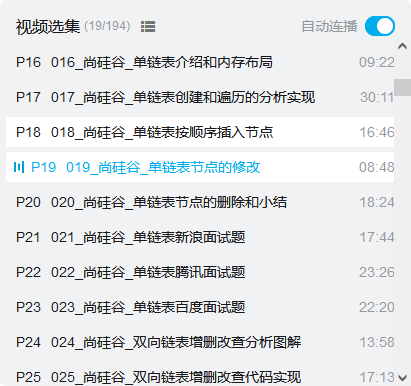 视频选集 (19/194) 自动连播
P16 016_尚硅谷_单链表介绍和内存布局 09:22
P17 017_尚硅谷_单链表创建和遍历的分析实现 30:11
P18 018_尚硅谷_单链表按顺序插入节点 16:46
P19 019_尚硅谷_单链表节点的修改 08:48
P20 020_尚硅谷_单链表节点的删除和小结 18:24
P21 021_尚硅谷_单链表新浪面试题 17:44
P22 022_尚硅谷_单链表腾讯面试题 23:26
P23 023_尚硅谷_单链表百度面试题 22:20
P24 024_尚硅谷_双向链表增删改查分析图解 13:58
P25 025_尚硅谷_双向链表增删改查代码实现 17:13